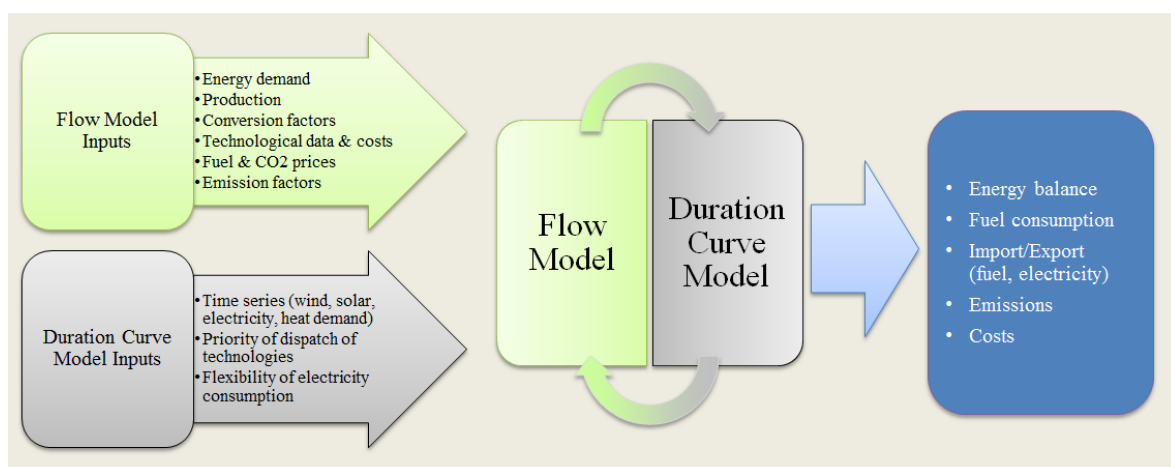 Flow Model
Inputs
•Energy demand
•Production
•Conversion factors
•Technological data & costs
•Fuel & CO2 prices
•Emission factors
Duration Curve
Model Inputs
•Time series (wind, solar,
electricity, heat demand)
•Priority of dispatch of
technologies
•Flexibility of electricity
consumption
Flow
Model
Duration
Curve
Model
• Energy balance
• Fuel consumption
• Import/Export
(fuel, electricity)
• Emissions
• Costs